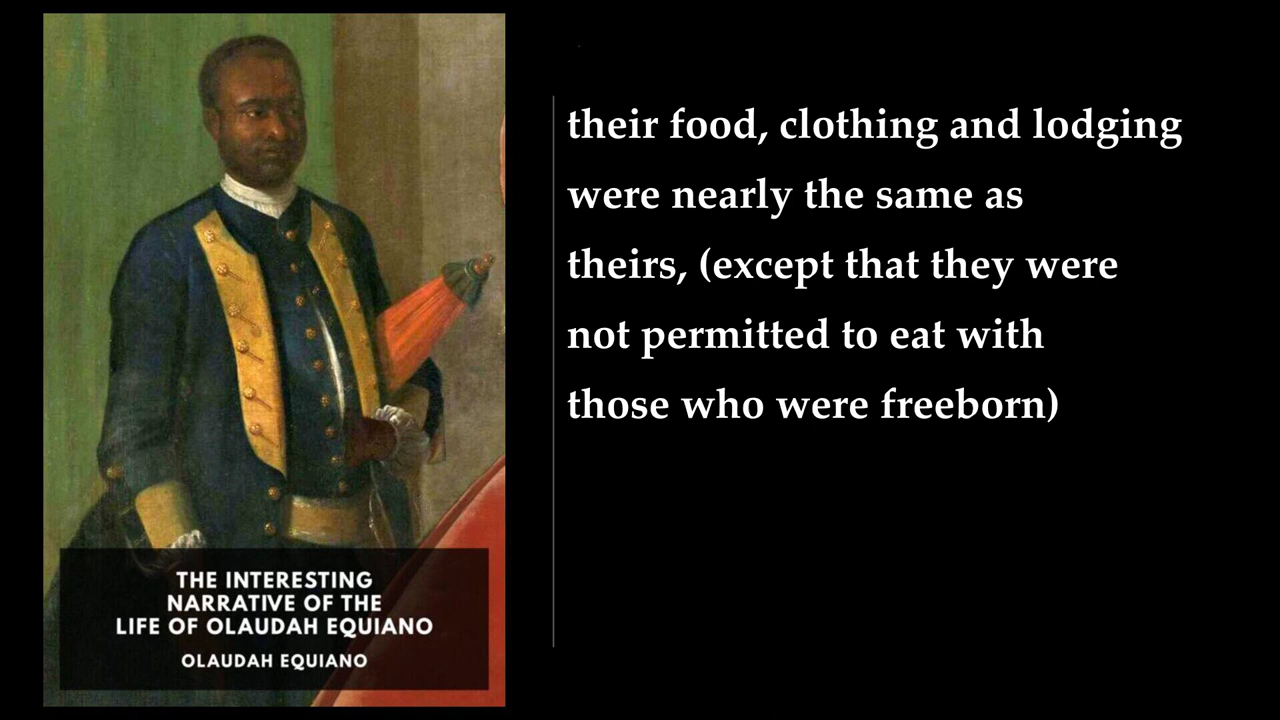 their food, clothing and lodging
were nearly the same as
theirs, (except that they were
not permitted to eat with
those who were freeborn)
THE INTERESTING
NARRATIVE OF THE
LIFE OF OLAUDAH EQUIANO
OLAUDAH EQUIANO